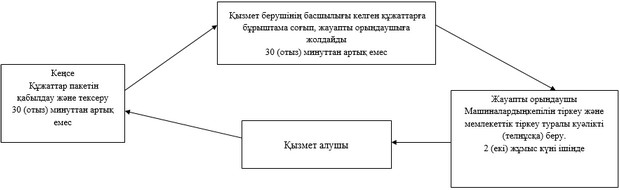 Қызмет берушінің басшылығы келген құжаттарға
бұрыштама соғып, жауапты орындаушыға
жолдайды
30 (отыз) минуттан артық емес
Кеңсе
Құжаттар пакетін
қабылдау және тексеру
30 (отыз) минуттан артық
емес
Жауапты орындаушы
Машиналардыңкепілін тіркеу және
мемлекеттік тіркеу туралы куәлікті
(телнұсқа) беру.
2 (екі) жұмыс күні ішінде
Қызмет алушы